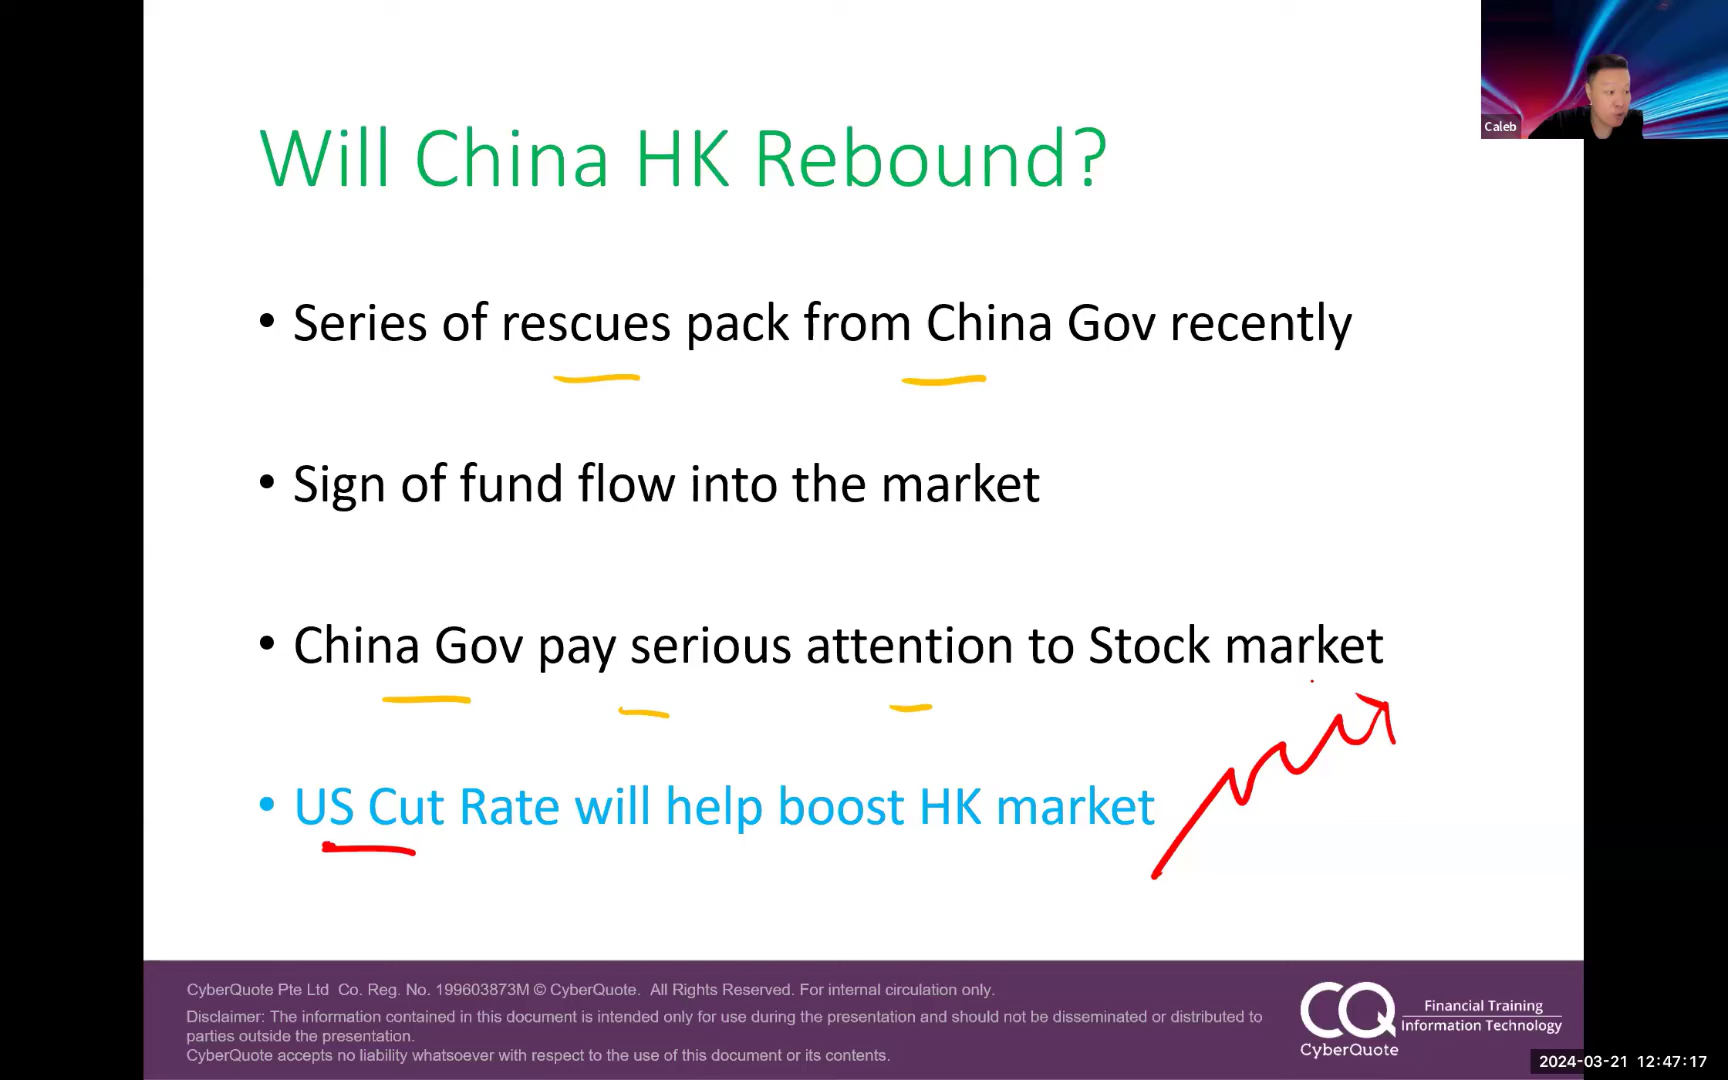 Caleb
Will China HK Rebound?
• Series of rescues pack from China Gov recently
• Sign of fund flow into the market
• China Gov pay serious attention to Stock market
• US Cut Rate will help boost HK market
CyberQuote Pte Ltd Co. Reg. No. 199603873M © CyberQuote. All Rights Reserved. For internal circulation only.
Disclaimer: The information contained in this document is intended only for use during the presentation and should not be disseminated or distributed to
parties outside the presentation.
CyberQuote accepts no liability whatsoever with respect to the use of this document or its contents.
CQ
Financial Training
Information Technology
CyberQuote
2024-03-21 12:47:17